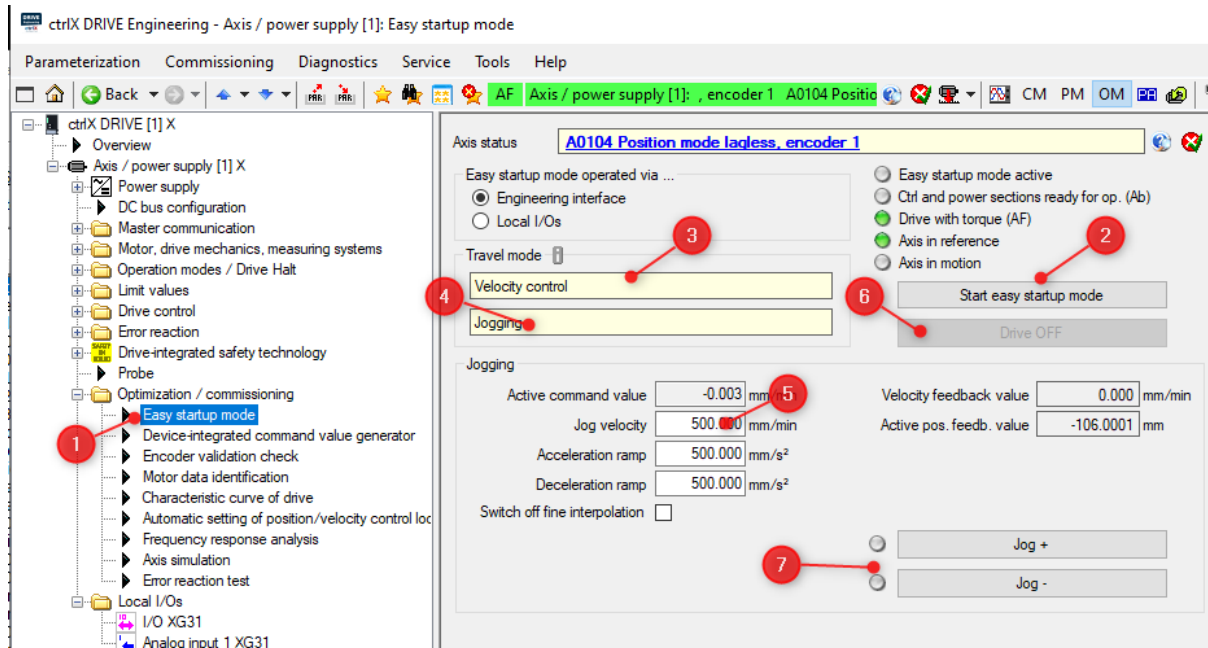 ctrlX DRIVE Engineering - Axis / power supply [1]: Easy startup mode
Parameterization Commissioning Diagnostics Service Tools Help
Back PAR PAR AF Axis / power supply [1]: , encoder 1 A0104 Positio CM PM OM
ctrlX DRIVE [1] X
Overview
Axis / power supply [1] X
Power supply
DC bus configuration
Master communication
Motor, drive mechanics, measuring systems
Operation modes / Drive Halt
Limit values
Drive control
Error reaction
Drive-integrated safety technology
Probe
Optimization / commissioning
Easy startup mode
1
Device-integrated command value generator
Encoder validation check
Motor data identification
Characteristic curve of drive
Automatic setting of position/velocity control loo
Frequency response analysis
Axis simulation
Error reaction test
Local I/Os
I/O XG31
Analog input 1 XG31
Axis status A0104 Position mode lagless, encoder 1
Easy startup mode operated via ...
Engineering interface
Local I/Os
3
Travel mode
Velocity control
4
Jogging
Easy startup mode active
Ctrl and power sections ready for op. (Ab)
Drive with torque (AF)
Axis in reference
2
Axis in motion
Start easy startup mode
6
Drive OFF
Jogging
Active command value -0.003 mm/min
5
Jog velocity 500.000 mm/min
Acceleration ramp 500.000 mm/s²
Deceleration ramp 500.000 mm/s²
Switch off fine interpolation
Velocity feedback value 0.000 mm/min
Active pos. feedb. value -106.0001 mm
Jog +
7
Jog -